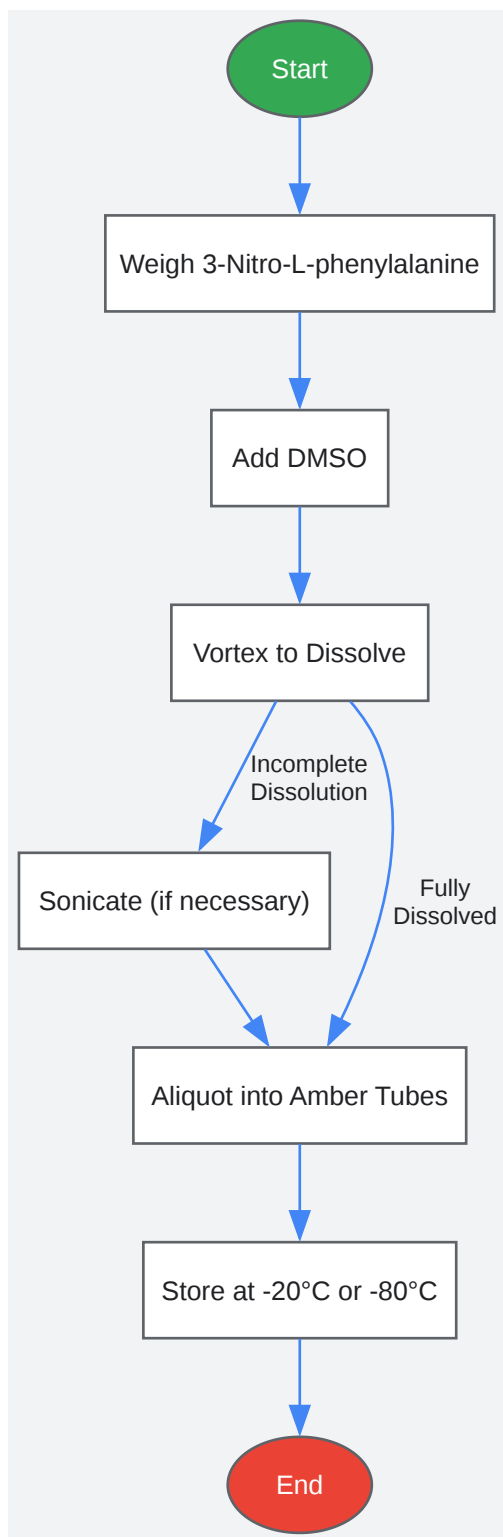 Start
Weigh 3-Nitro-L-phenylalanine
Add DMSO
Vortex to Dissolve
Incomplete
Dissolution
Sonicate (if necessary)
Fully
Dissolved
Aliquot into Amber Tubes
Store at -20°C or -80°C
End